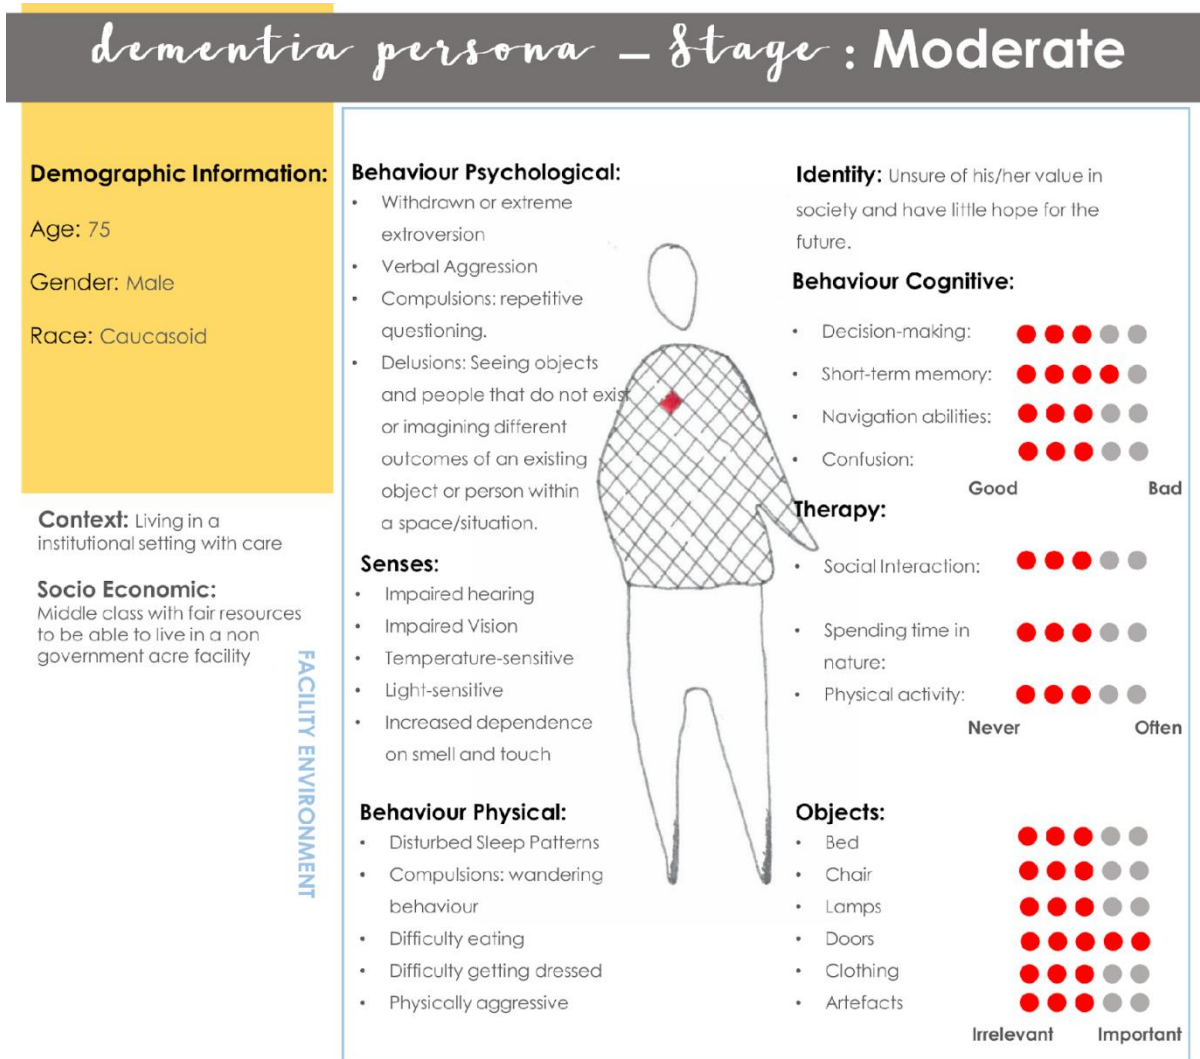 dementia persona – Stage : Moderate
Demographic Information:
Age: 75
Gender: Male
Race: Caucasoid
Context: Living in a
institutional setting with care
Socio Economic:
Middle class with fair resources
to be able to live in a non
government acre facility
FACILITY ENVIRONMENT
Behaviour Psychological:
• Withdrawn or extreme
extroversion
• Verbal Aggression
• Compulsions: repetitive
questioning.
• Delusions: Seeing objects
and people that do not exist
or imagining different
outcomes of an existing
object or person within
a space/situation.
Senses:
• Impaired hearing
• Impaired Vision
• Temperature-sensitive
• Light-sensitive
• Increased dependence
on smell and touch
Behaviour Physical:
• Disturbed Sleep Patterns
• Compulsions: wandering
behaviour
• Difficulty eating
• Difficulty getting dressed
• Physically aggressive
Identity: Unsure of his/her value in
society and have little hope for the
future.
Behaviour Cognitive:
• Decision-making:
• Short-term memory:
• Navigation abilities:
• Confusion:
Good Bad
Therapy:
• Social Interaction:
• Spending time in
nature:
• Physical activity:
Never Often
Objects:
• Bed
• Chair
• Lamps
• Doors
• Clothing
• Artefacts
Irrelevant Important